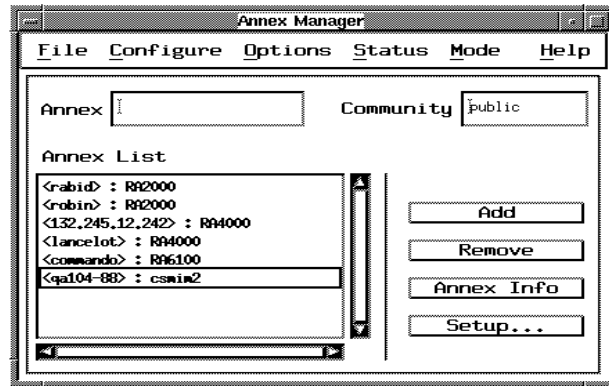 Annex Manager
File Configure Options Status Mode Help
Annex Community public
Annex List
<rabid> : RA2000
<robin> : RA2000
<132.245.12.242> : RA4000
<lancelot> : RA4000
<commando> : RA6100
<qa104-88> : csmim2
Add
Remove
Annex Info
Setup...